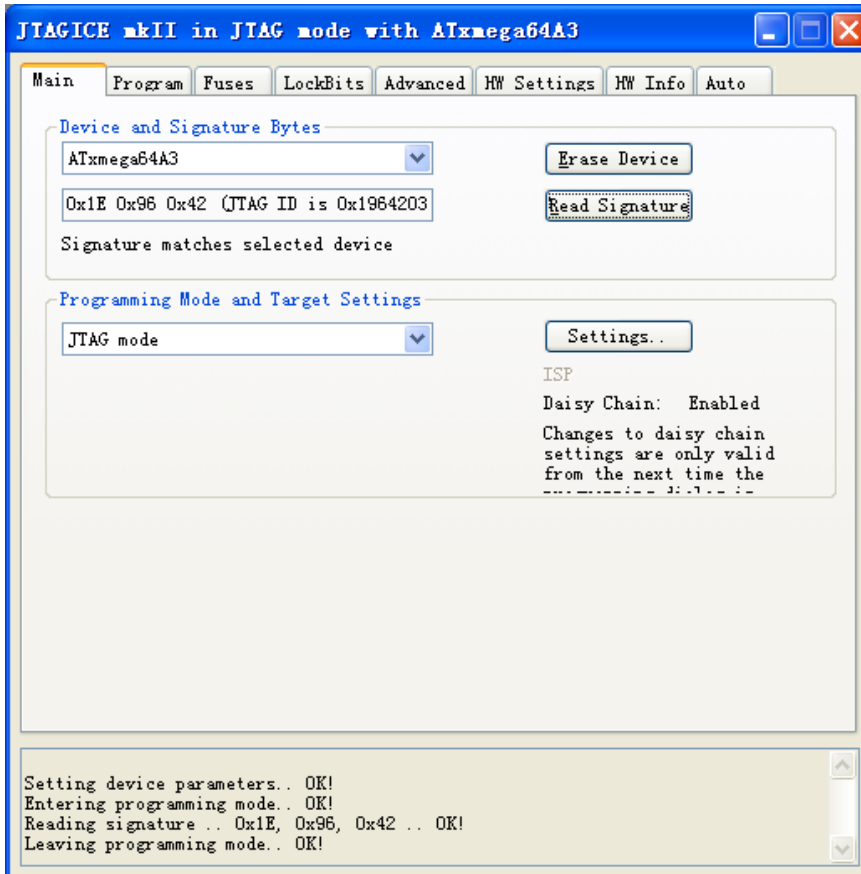 JTAGICE mkII in JTAG mode with ATxmega64A3
Main Program Fuses LockBits Advanced HW Settings HW Info Auto
Device and Signature Bytes
ATxmega64A3
Erase Device
0x1E 0x96 0x42 (JTAG ID is 0x1964203
Read Signature
Signature matches selected device
Programming Mode and Target Settings
JTAG mode
Settings..
ISP
Daisy Chain: Enabled
Changes to daisy chain
settings are only valid
from the next time the
Setting device parameters.. OK!
Entering programming mode.. OK!
Reading signature .. 0x1E, 0x96, 0x42 .. OK!
Leaving programming mode.. OK!